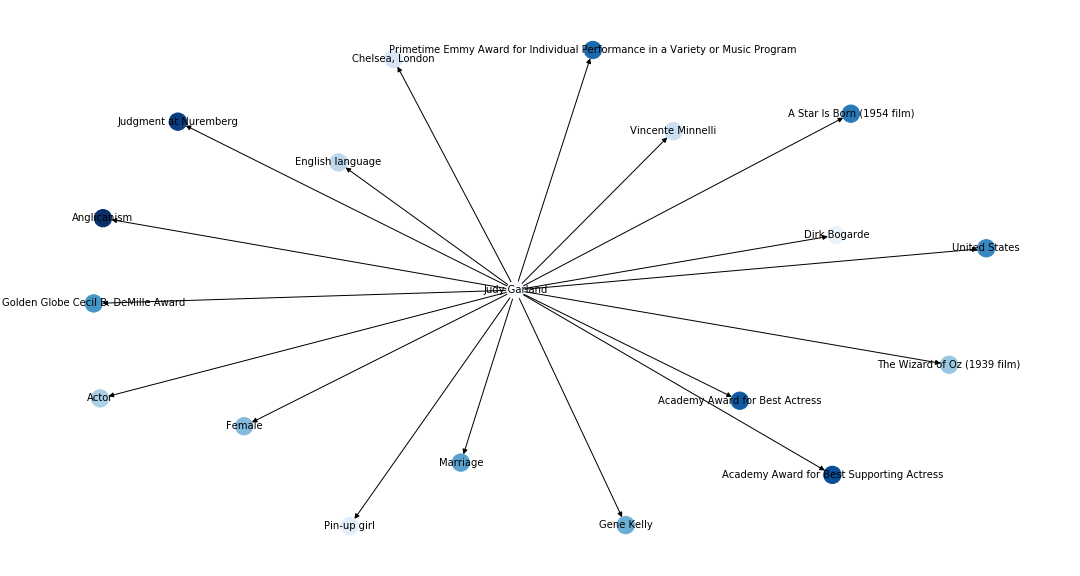 Primetime Emmy Award for Individual Performance in a Variety or Music Program
Chelsea, London
A Star Is Born (1954 film)
Judgment at Nuremberg
Vincente Minnelli
English language
Anglicanism
Dirk Bogarde
United States
Judy Garland
Golden Globe Cecil B. DeMille Award
The Wizard of Oz (1939 film)
Actor
Academy Award for Best Actress
Female
Marriage
Academy Award for Best Supporting Actress
Pin-up girl
Gene Kelly